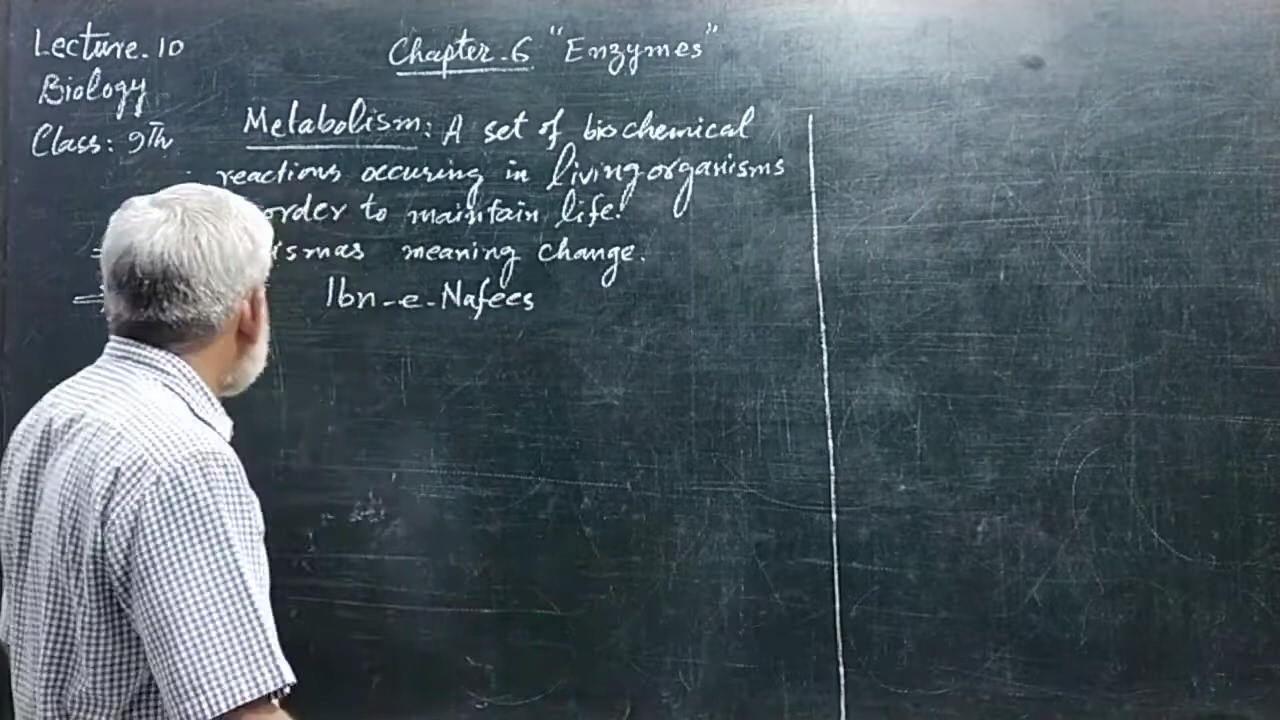 Lecture-10
Biology
Class: 9Th
Chapter-6 "Enzymes"
Metabolism: A set of biochemical
reactions occuring in living organisms
order to maintain life.
ismas meaning change.
Ibn-e-Nafees